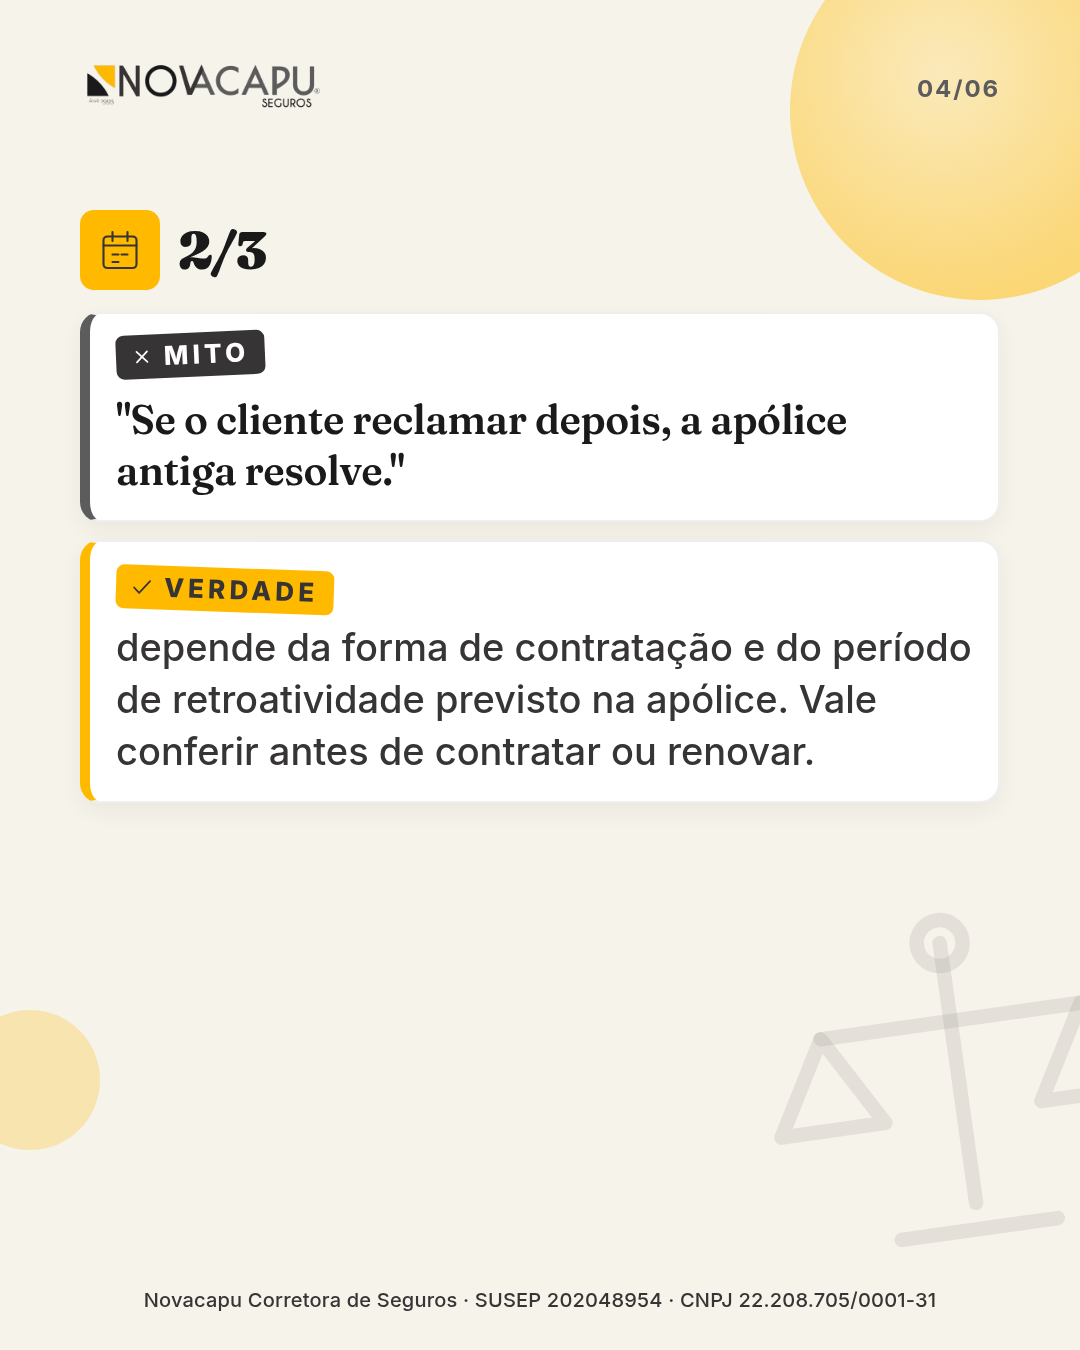 NOVACAPU®
desde 2005
SEGUROS
04/06
2/3
× MITO
"Se o cliente reclamar depois, a apólice
antiga resolve."
✓ VERDADE
depende da forma de contratação e do período
de retroatividade previsto na apólice. Vale
conferir antes de contratar ou renovar.
Novacapu Corretora de Seguros · SUSEP 202048954 · CNPJ 22.208.705/0001-31